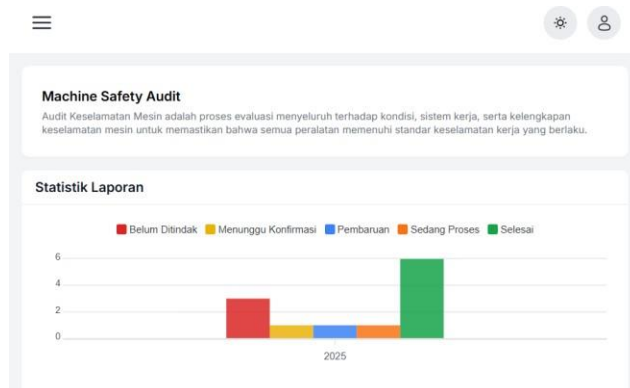 Machine Safety Audit
Audit Keselamatan Mesin adalah proses evaluasi menyeluruh terhadap kondisi, sistem kerja, serta kelengkapan
keselamatan mesin untuk memastikan bahwa semua peralatan memenuhi standar keselamatan kerja yang berlaku.
Statistik Laporan
Belum Ditindak Menunggu Konfirmasi Pembaruan Sedang Proses Selesai
6
4
2
0
2025